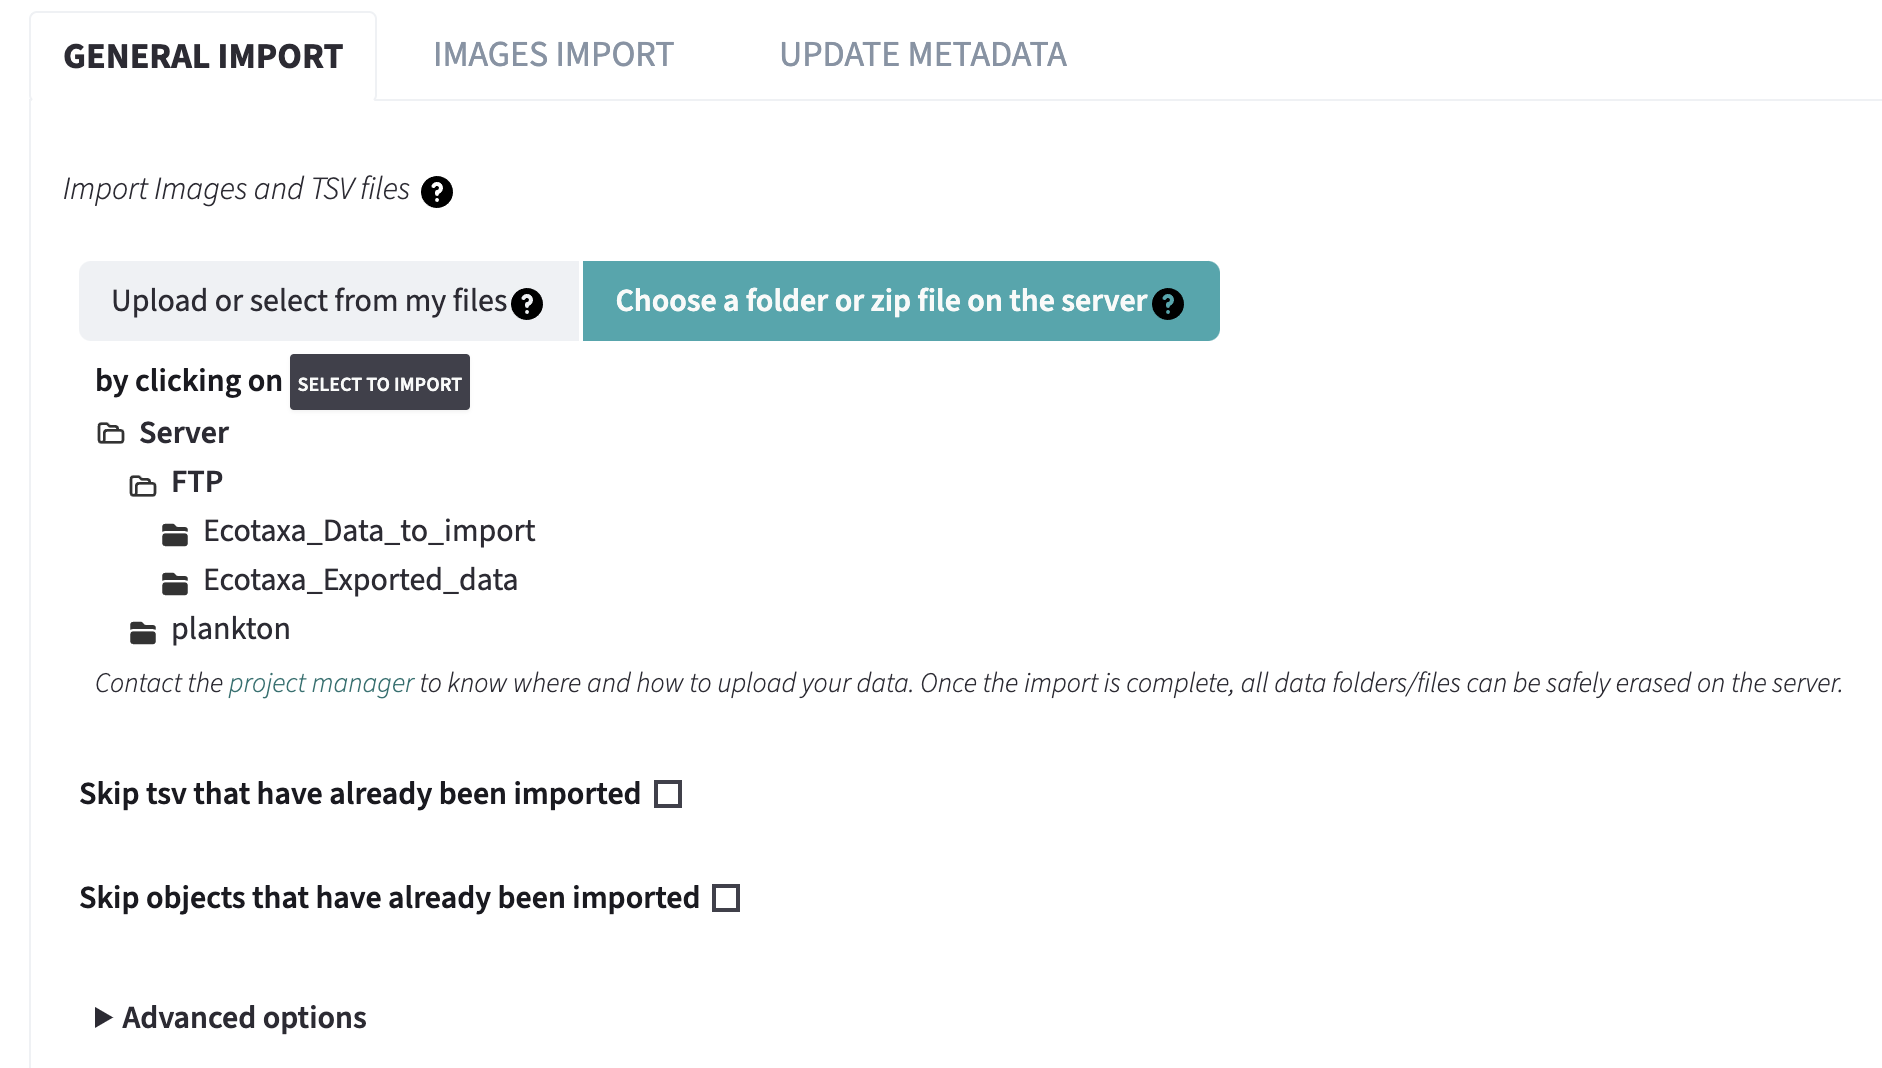 GENERAL IMPORT IMAGES IMPORT UPDATE METADATA
Import Images and TSV files ?
Upload or select from my files ? Choose a folder or zip file on the server ?
by clicking on SELECT TO IMPORT
Server
FTP
Ecotaxa_Data_to_import
Ecotaxa_Exported_data
plankton
Contact the project manager to know where and how to upload your data. Once the import is complete, all data folders/files can be safely erased on the server.
Skip tsv that have already been imported
Skip objects that have already been imported
Advanced options